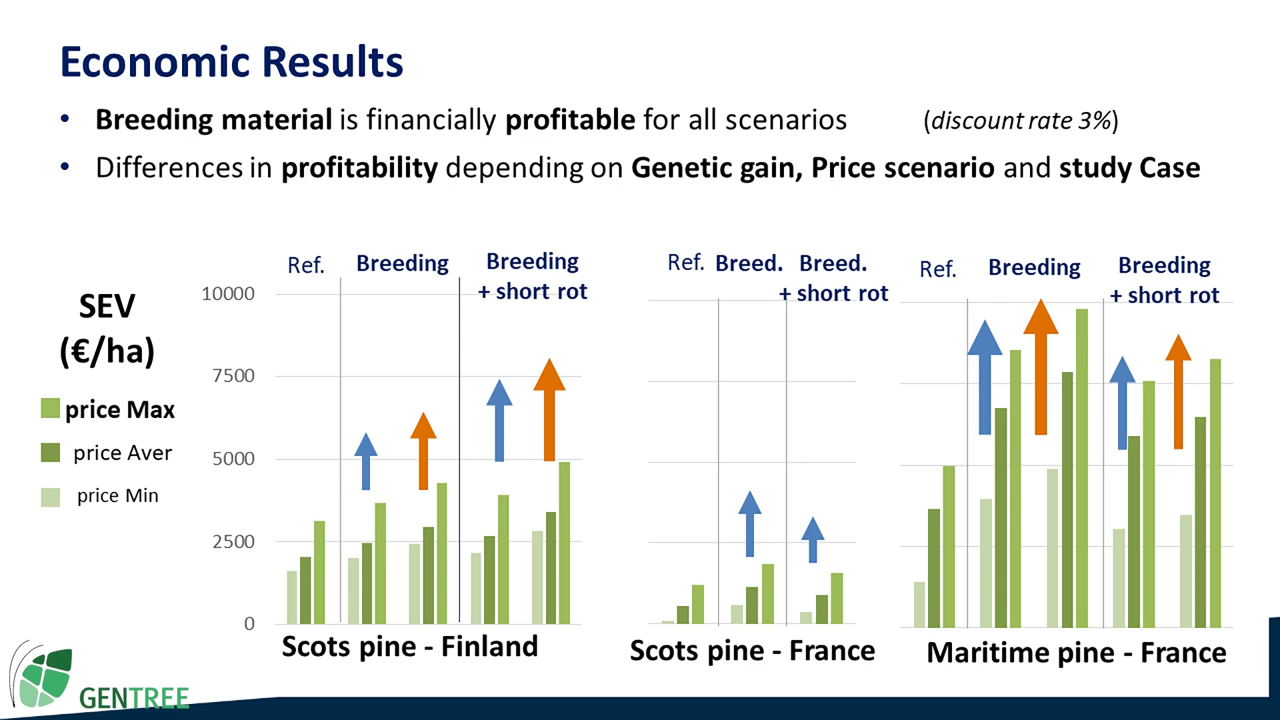 Economic Results
• Breeding material is financially profitable for all scenarios (discount rate 3%)
• Differences in profitability depending on Genetic gain, Price scenario and study Case
SEV
(€/ha)
price Max
price Aver
price Min
Ref. Breeding Breeding
+ short rot
10000
7500
5000
2500
0
Scots pine - Finland
Ref. Breed. Breed.
+ short rot
Scots pine - France
Ref. Breeding Breeding
+ short rot
Maritime pine - France
GENTREE